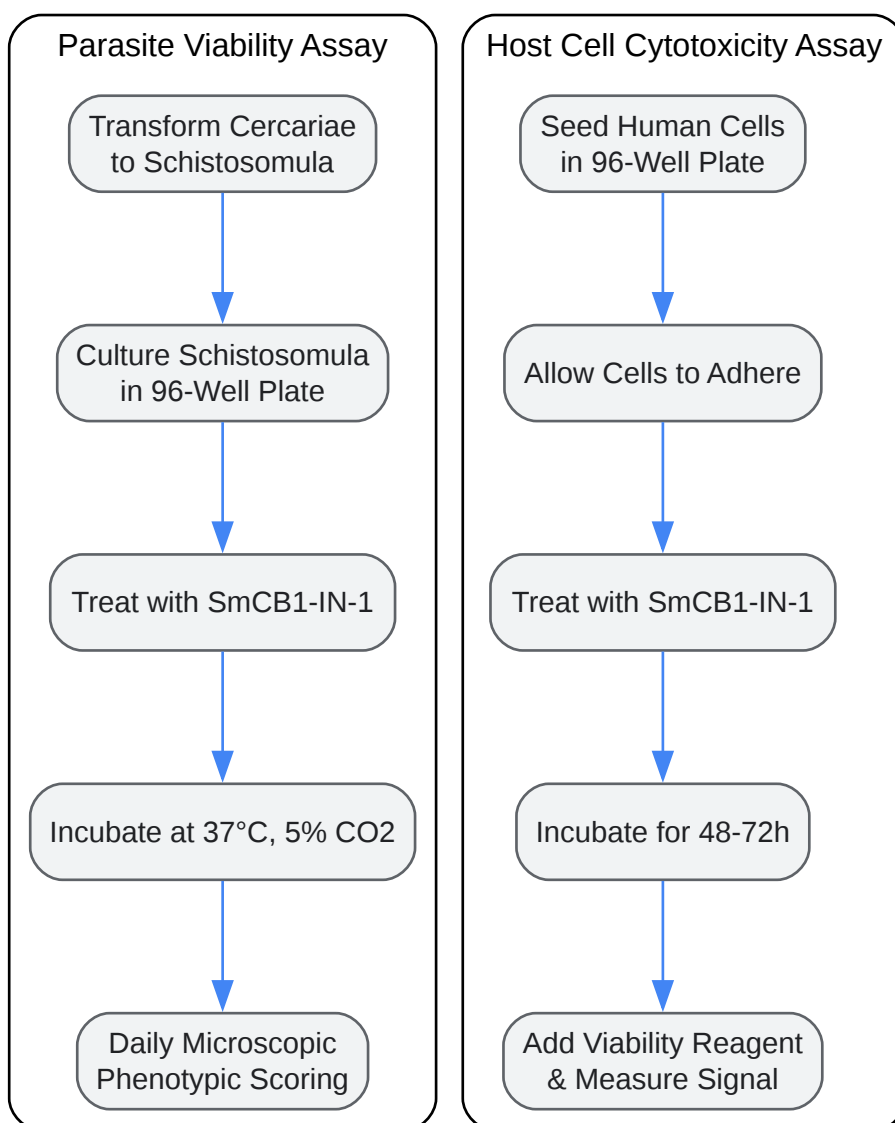 Parasite Viability Assay
Transform Cercariae
to Schistosomula
Culture Schistosomula
in 96-Well Plate
Treat with SmCB1-IN-1
Incubate at 37°C, 5% CO2
Daily Microscopic
Phenotypic Scoring
Host Cell Cytotoxicity Assay
Seed Human Cells
in 96-Well Plate
Allow Cells to Adhere
Treat with SmCB1-IN-1
Incubate for 48-72h
Add Viability Reagent
& Measure Signal